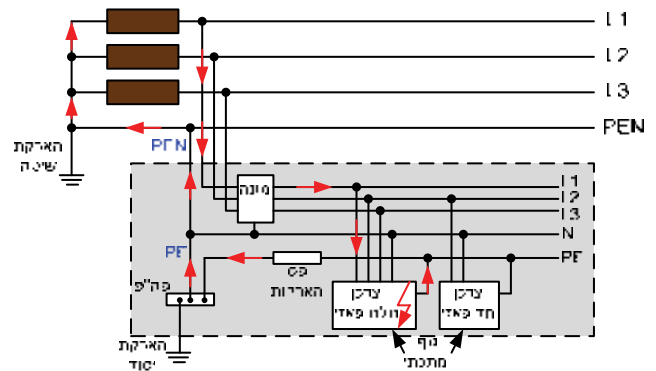 L1
L2
L3
PEN
הארקת
שיטה
PEN
מונה
L1
L2
L3
N
PE
PE
פה"פ
פס
הארקות
צרכן
תלת פאזי
צרכן
חד פאזי
גוף
מתכתי
הארקת
יסוד